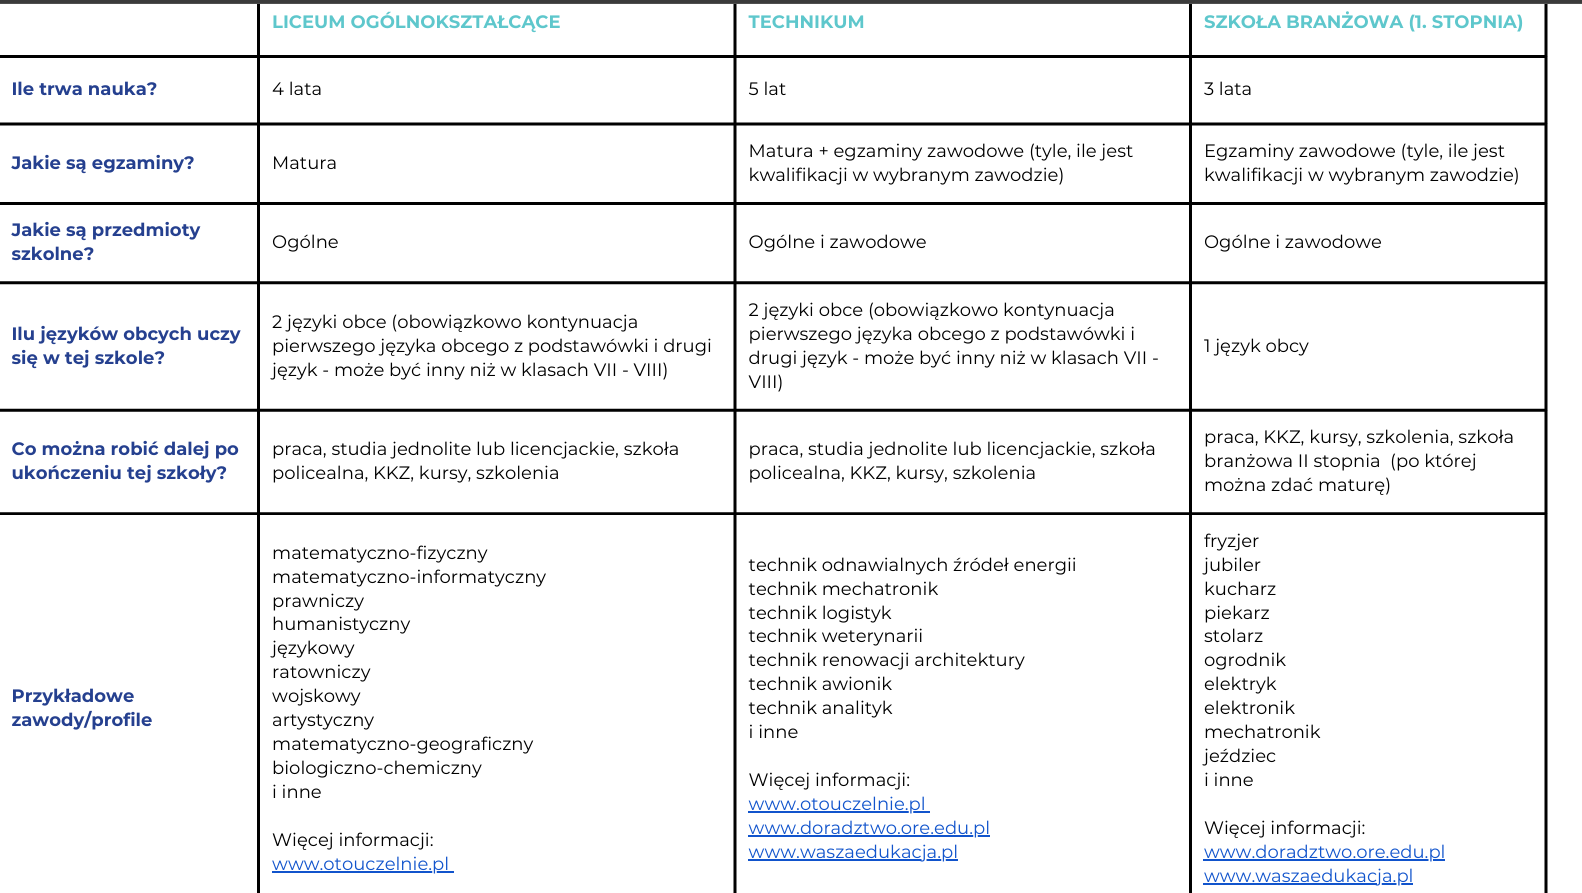 LICEUM OGÓLNOKSZTAŁCĄCE
TECHNIKUM
SZKOŁA BRANŻOWA (1. STOPNIA)
Ile trwa nauka?
4 lata
5 lat
3 lata
Jakie są egzaminy?
Matura
Matura + egzaminy zawodowe (tyle, ile jest
kwalifikacji w wybranym zawodzie)
Egzaminy zawodowe (tyle, ile jest
kwalifikacji w wybranym zawodzie)
Jakie są przedmioty
szkolne?
Ogólne
Ogólne i zawodowe
Ogólne i zawodowe
Ilu języków obcych uczy
się w tej szkole?
2 języki obce (obowiązkowo kontynuacja
pierwszego języka obcego z podstawówki i drugi
język - może być inny niż w klasach VII - VIII)
2 języki obce (obowiązkowo kontynuacja
pierwszego języka obcego z podstawówki i
drugi język - może być inny niż w klasach VII -
VIII)
1 język obcy
Co można robić dalej po
ukończeniu tej szkoły?
praca, studia jednolite lub licencjackie, szkoła
policealna, KKZ, kursy, szkolenia
praca, studia jednolite lub licencjackie, szkoła
policealna, KKZ, kursy, szkolenia
praca, KKZ, kursy, szkolenia, szkoła
branżowa II stopnia (po której
można zdać maturę)
Przykładowe
zawody/profile
matematyczno-fizyczny
matematyczno-informatyczny
prawniczy
humanistyczny
językowy
ratowniczy
wojskowy
artystyczny
matematyczno-geograficzny
biologiczno-chemiczny
i inne
Więcej informacji:
www.otouczelnie.pl
technik odnawialnych źródeł energii
technik mechatronik
technik logistyk
technik weterynarii
technik renowacji architektury
technik awionik
technik analityk
i inne
Więcej informacji:
www.otouczelnie.pl
www.doradztwo.ore.edu.pl
www.waszaedukacja.pl
fryzjer
jubiler
kucharz
piekarz
stolarz
ogrodnik
elektryk
elektronik
mechatronik
jeździec
i inne
Więcej informacji:
www.doradztwo.ore.edu.pl
www.waszaedukacja.pl